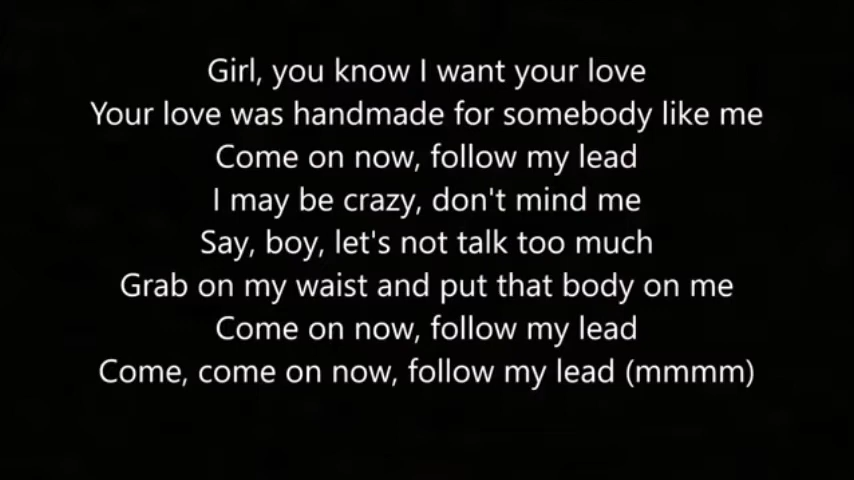 Girl, you know I want your love
Your love was handmade for somebody like me
Come on now, follow my lead
I may be crazy, don't mind me
Say, boy, let's not talk too much
Grab on my waist and put that body on me
Come on now, follow my lead
Come, come on now, follow my lead (mmmm)